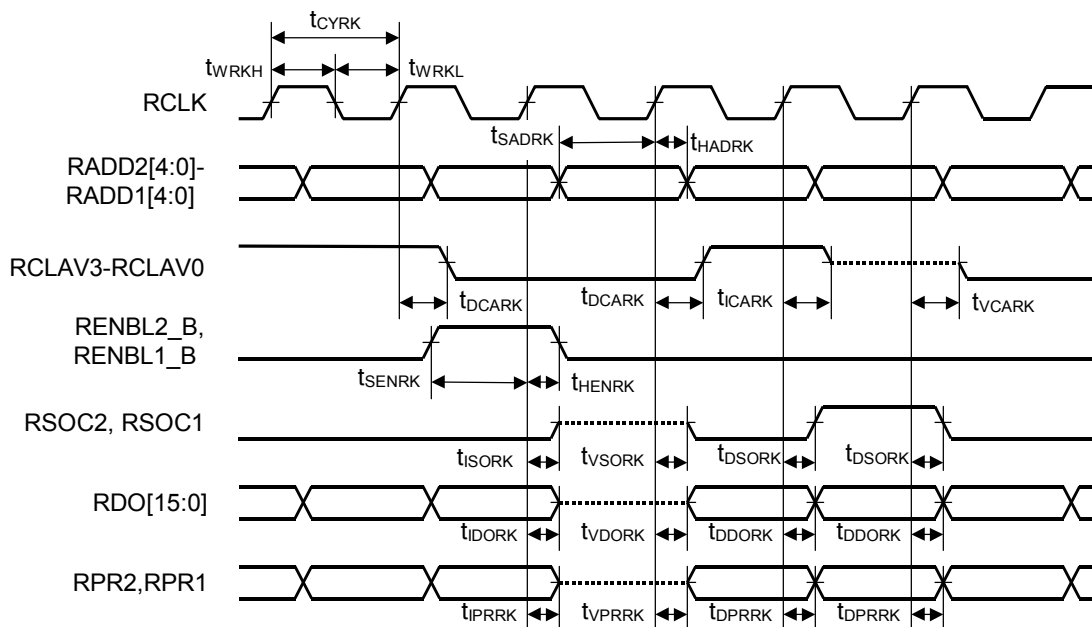 tCYRK
tWRKH
tWRKL
RCLK
tSADRK
tHADRK
RADD2[4:0]-
RADD1[4:0]
RCLAV3-RCLAV0
tDCARK
tDCARK
tICARK
tVCARK
RENBL2_B,
RENBL1_B
tSENRK
tHENRK
RSOC2, RSOC1
tISORK
tVSORK
tDSORK
tDSORK
RDO[15:0]
tIDORK
tVDORK
tDDORK
tDDORK
RPR2,RPR1
tIPRRK
tVPRRK
tDPRRK
tDPRRK